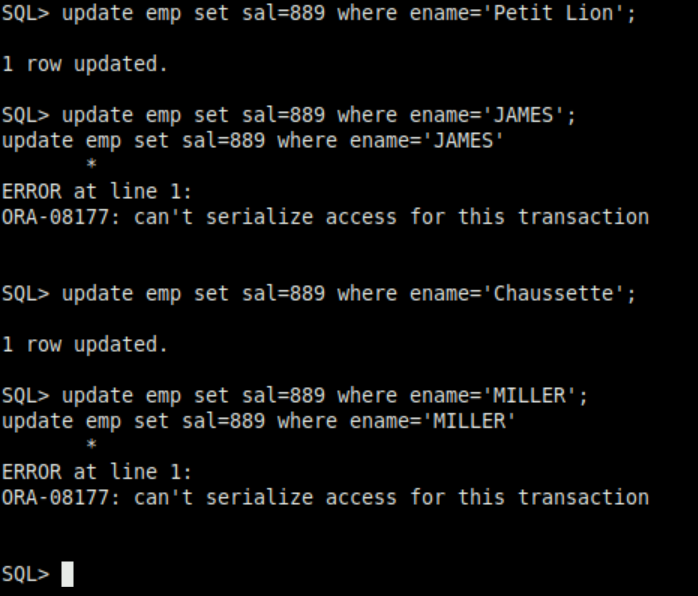 SQL> update emp set sal=889 where ename='Petit Lion';
1 row updated.
SQL> update emp set sal=889 where ename='JAMES';
update emp set sal=889 where ename='JAMES'
*
ERROR at line 1:
ORA-08177: can't serialize access for this transaction
SQL> update emp set sal=889 where ename='Chaussette';
1 row updated.
SQL> update emp set sal=889 where ename='MILLER';
update emp set sal=889 where ename='MILLER'
*
ERROR at line 1:
ORA-08177: can't serialize access for this transaction
SQL>